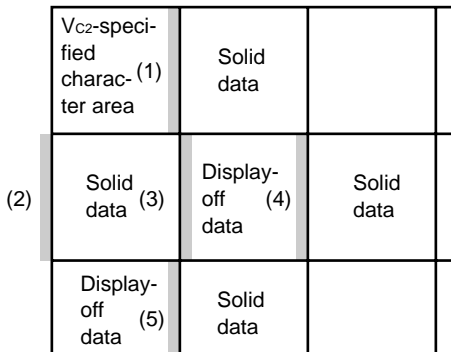 VC2-speci-
fied
charac- (1)
ter area
Solid
data
(2)
Solid
data (3)
Display-
off
data (4)
Solid
data
Display-
off
data (5)
Solid
data